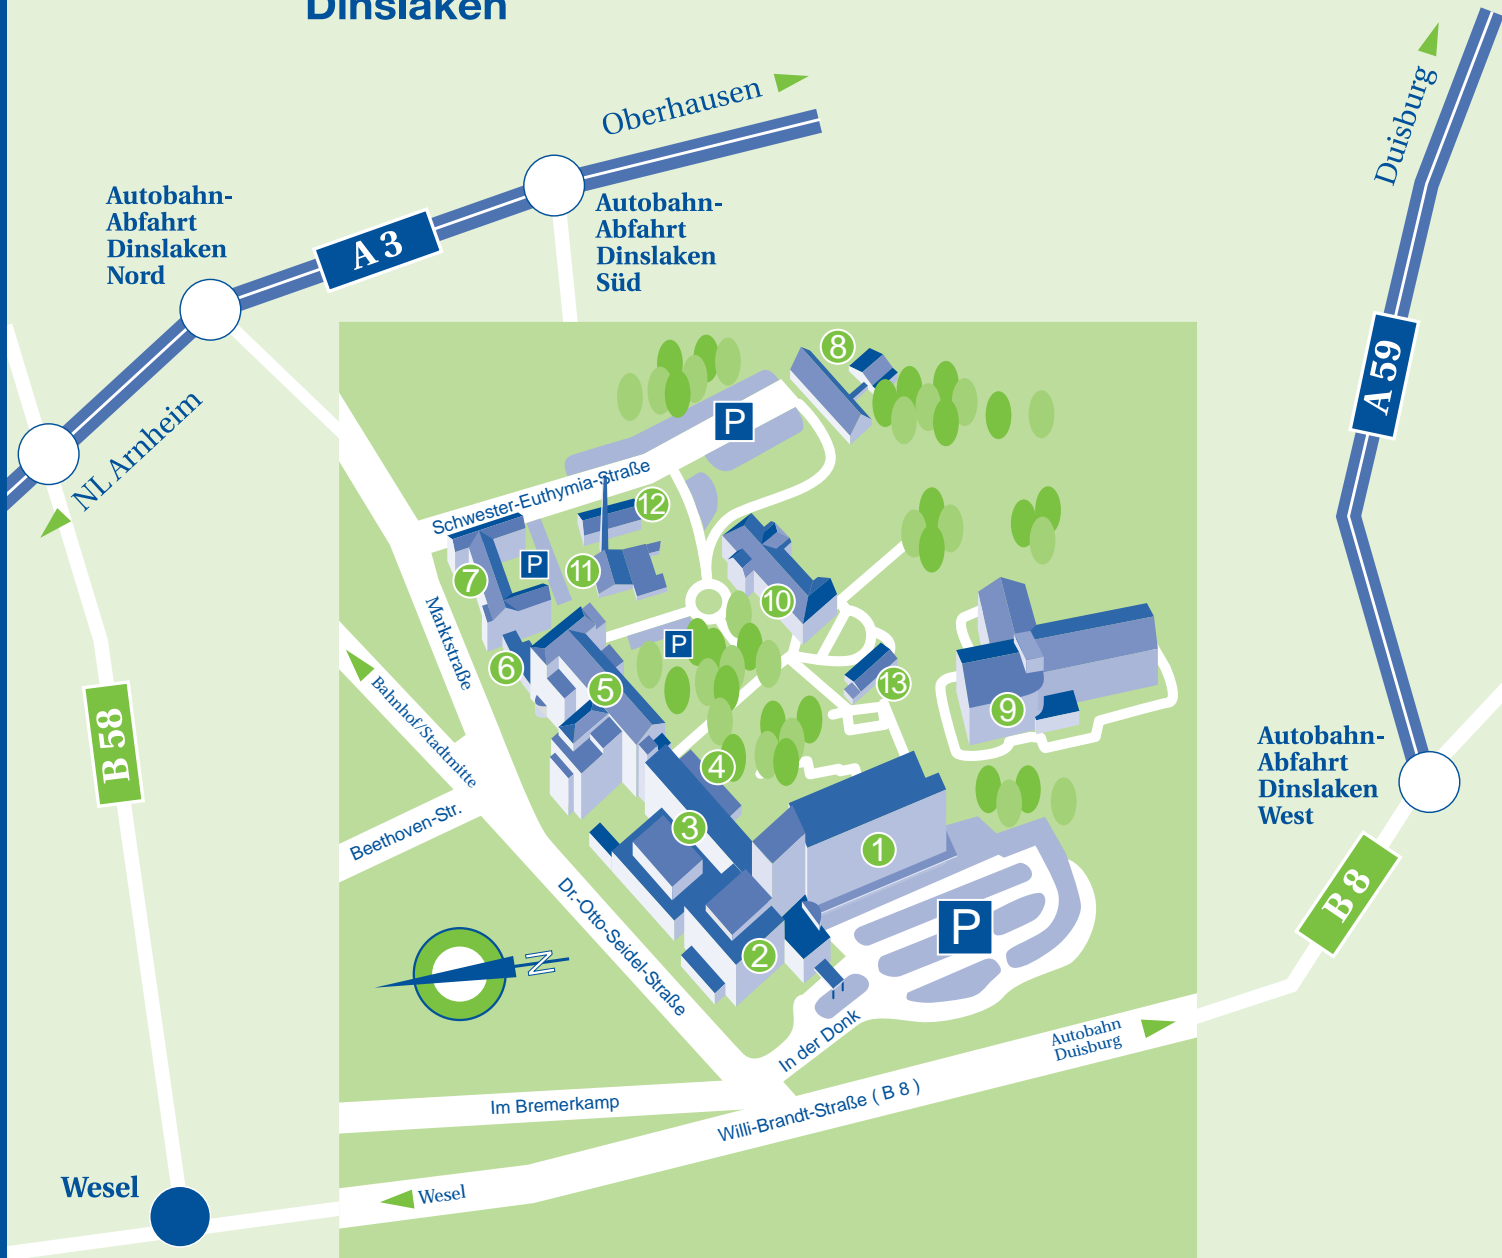 Dinslaken
Oberhausen
Duisburg
Autobahn-
Abfahrt
Dinslaken
Nord
Autobahn-
Abfahrt
Dinslaken
Süd
A 3
A 59
NL Arnheim
8
P
Schwester-Euthymia-Straße
12
P
11
7
10
Marktstraße
P
6
5
13
9
Bahnhof/Stadtmitte
B 58
Autobahn-
Abfahrt
Dinslaken
West
4
Beethoven-Str.
3
1
B 8
Dr.-Otto-Seidel-Straße
P
2
N
In der Donk
Autobahn
Duisburg
Im Bremerkamp
Willi-Brandt-Straße ( B 8 )
Wesel
Wesel